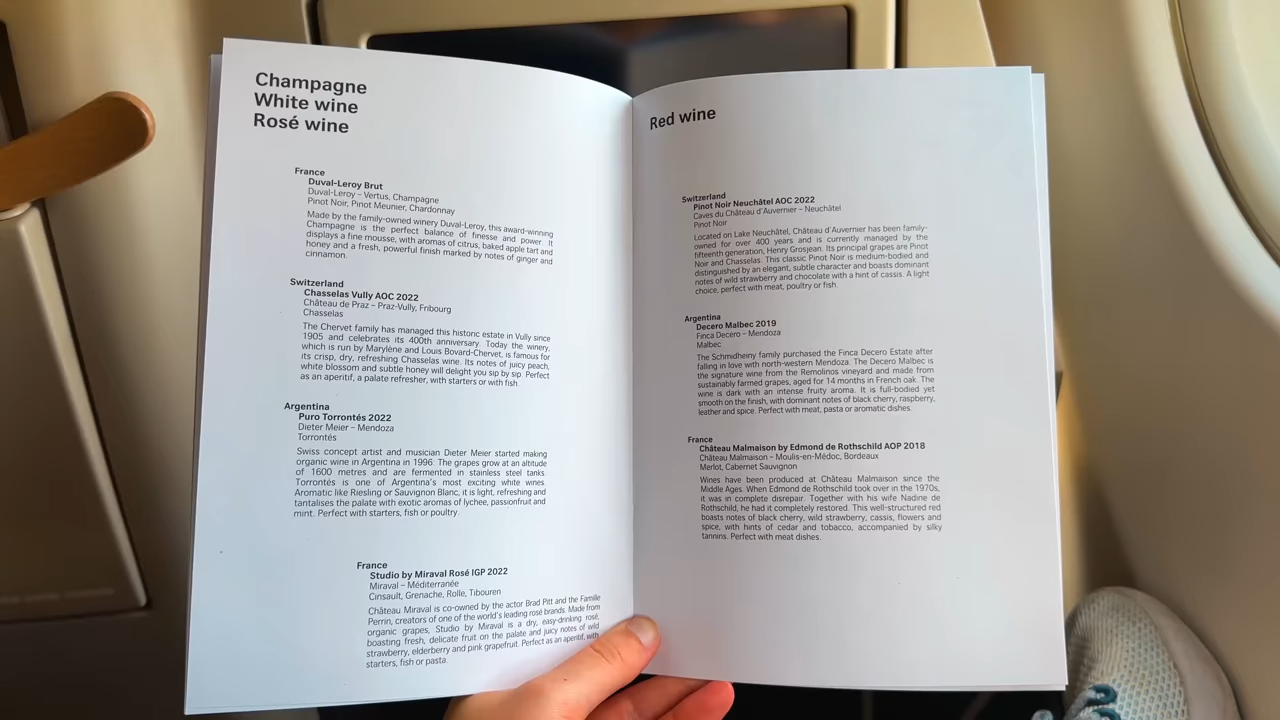 Champagne
White wine
Rosé wine
France
Duval-Leroy Brut
Duval-Leroy – Vertus, Champagne
Pinot Noir, Pinot Meunier, Chardonnay
Made by the family-owned winery Duval-Leroy, this award-winning
Champagne is the perfect balance of finesse and power. It
displays a fine mousse, with aromas of citrus, baked apple tart and
honey and a fresh, powerful finish marked by notes of ginger and
cinnamon.
Switzerland
Chasselas Vully AOC 2022
Château de Praz – Praz-Vully, Fribourg
Chasselas
The Chervet family has managed this historic estate in Vully since
1905 and celebrates its 400th anniversary. Today the winery,
which is run by Marylène and Louis Bovard-Chervet, is famous for
its crisp, dry, refreshing Chasselas wine. Its notes of juicy peach,
white blossom and subtle honey will delight you sip by sip. Perfect
as an aperitif, a palate refresher, with starters or with fish.
Argentina
Puro Torrontés 2022
Dieter Meier – Mendoza
Torrontés
Swiss concept artist and musician Dieter Meier started making
organic wine in Argentina in 1996. The grapes grow at an altitude
of 1600 metres and are fermented in stainless steel tanks.
Torrontés is one of Argentina's most exciting white wines.
Aromatic like Riesling or Sauvignon Blanc, it is light, refreshing and
tantalises the palate with exotic aromas of lychee, passionfruit and
mint. Perfect with starters, fish or poultry.
France
Studio by Miraval Rosé IGP 2022
Miraval – Méditerranée
Cinsault, Grenache, Rolle, Tibouren
Château Miraval is co-owned by the actor Brad Pitt and the Famille
Perrin, creators of one of the world's leading rosé brands. Made from
organic grapes, Studio by Miraval is a dry, easy-drinking rosé,
boasting fresh, delicate fruit on the palate and juicy notes of wild
strawberry, elderberry and pink grapefruit. Perfect as an aperitif, with
starters, fish or pasta.
Red wine
Switzerland
Pinot Noir Neuchâtel AOC 2022
Caves du Château d'Auvernier – Neuchâtel
Pinot Noir
Located on Lake Neuchâtel, Château d'Auvernier has been family-
owned for over 400 years and is currently managed by the
fifteenth generation, Henry Grosjean. Its principal grapes are Pinot
Noir and Chasselas. This classic Pinot Noir is medium-bodied and
distinguished by an elegant, subtle character and boasts dominant
notes of wild strawberry and chocolate with a hint of cassis. A light
choice, perfect with meat, poultry or fish.
Argentina
Decero Malbec 2019
Finca Decero – Mendoza
Malbec
The Schmidheiny family purchased the Finca Decero Estate after
falling in love with north-western Mendoza. The Decero Malbec is
the signature wine from the Remolinos vineyard and made from
sustainably farmed grapes, aged for 14 months in French oak. The
wine is dark with an intense fruity aroma. It is full-bodied yet
smooth on the finish, with dominant notes of black cherry, raspberry,
leather and spice. Perfect with meat, pasta or aromatic dishes.
France
Château Malmaison by Edmond de Rothschild AOP 2018
Château Malmaison – Moulis-en-Médoc, Bordeaux
Merlot, Cabernet Sauvignon
Wines have been produced at Château Malmaison since the
Middle Ages. When Edmond de Rothschild took over in the 1970s,
it was in complete disrepair. Together with his wife Nadine de
Rothschild, he had it completely restored. This well-structured red
boasts notes of black cherry, wild strawberry, cassis, flowers and
spice, with hints of cedar and tobacco, accompanied by silky
tannins. Perfect with meat dishes.